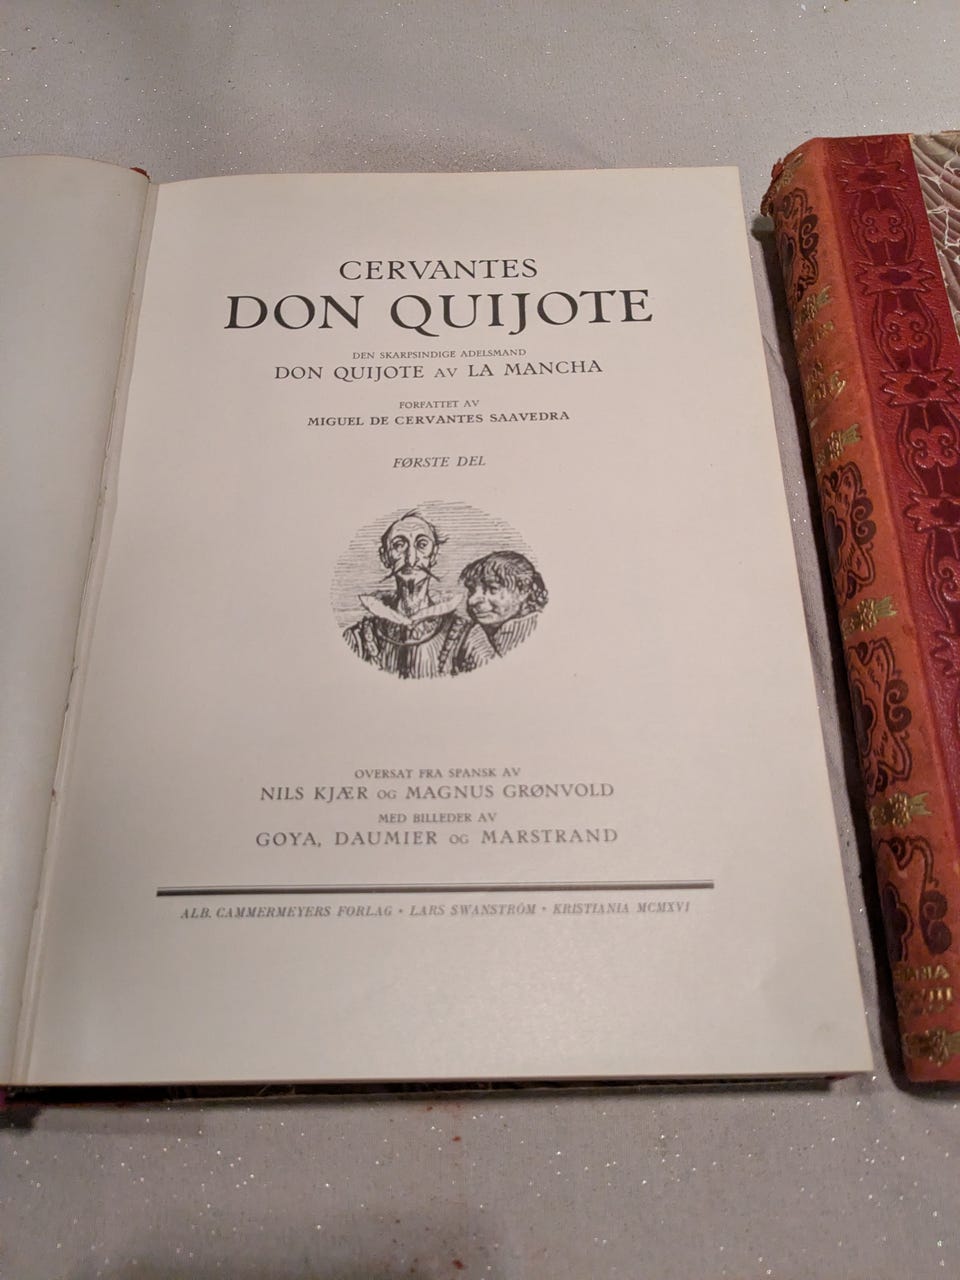 CERVANTES
DON QUIJOTE
DEN SKARPSINDIGE ADELSMAND
DON QUIJOTE AV LA MANCHA
FORFATTET AV
MIGUEL DE CERVANTES SAAVEDRA
FØRSTE DEL
OVERSAT FRA SPANSK AV
NILS KJÆR OG MAGNUS GRØNVOLD
MED BILLEDER AV
GOYA, DAUMIER OG MARSTRAND
ALB. CAMMERMEYERS FORLAG • LARS SWANSTRÖM • KRISTIANIA MCMXVI